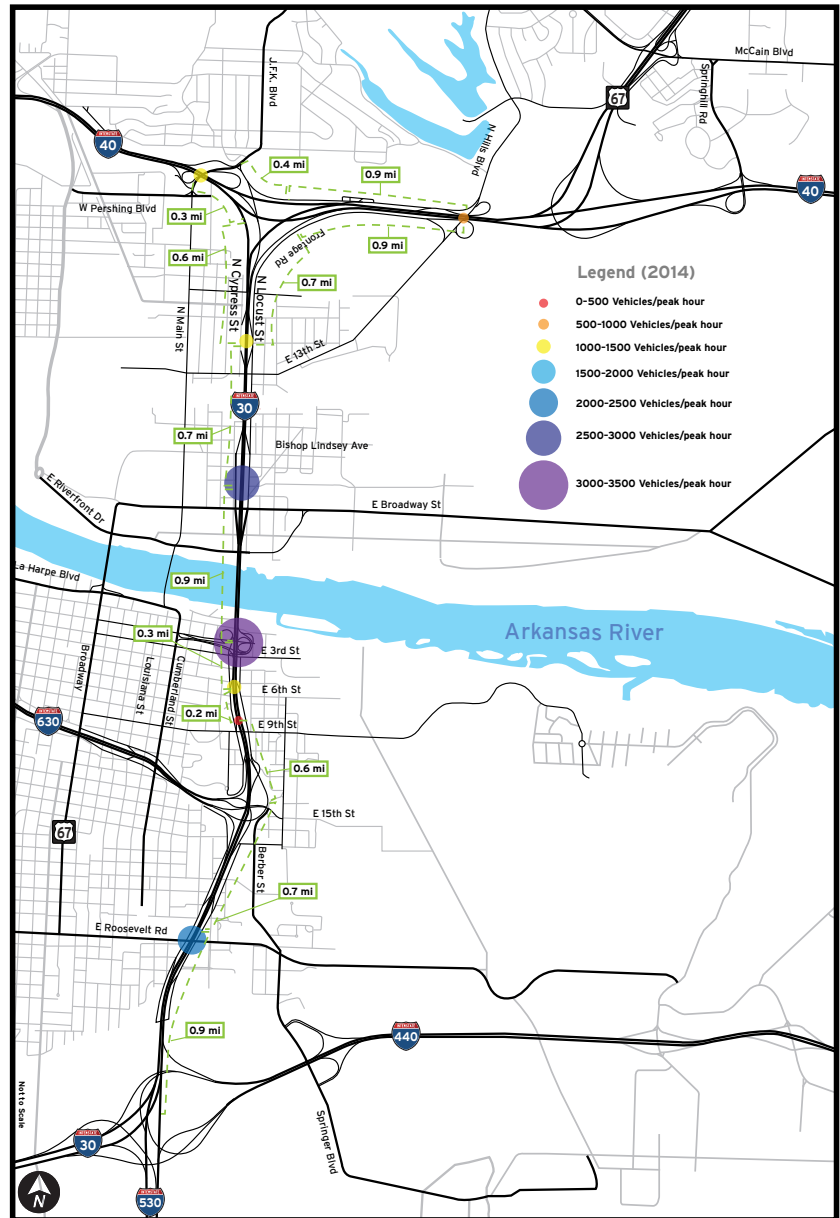 McCain Blvd
J.F.K. Blvd
Springhill Rd
67
N Hills Blvd
INTERSTATE
40
0.4 mi
0.9 mi
INTERSTATE
40
W Pershing Blvd
0.3 mi
Frontage Rd
0.9 mi
0.6 mi
N Cypress St
N Locust St
0.7 mi
N Main St
E 13th St
Legend (2014)
0-500 Vehicles/peak hour
500-1000 Vehicles/peak hour
1000-1500 Vehicles/peak hour
1500-2000 Vehicles/peak hour
2000-2500 Vehicles/peak hour
2500-3000 Vehicles/peak hour
3000-3500 Vehicles/peak hour
INTERSTATE
30
0.7 mi
Bishop Lindsey Ave
E Riverfront Dr
E Broadway St
La Harpe Blvd
0.9 mi
Arkansas River
0.3 mi
E 3rd St
Broadway
Louisiana St
Cumberland St
E 6th St
0.2 mi
E 9th St
INTERSTATE
630
0.6 mi
E 15th St
67
Berber St
0.7 mi
E Roosevelt Rd
0.9 mi
INTERSTATE
440
Not to Scale
Springer Blvd
INTERSTATE
30
INTERSTATE
530
N